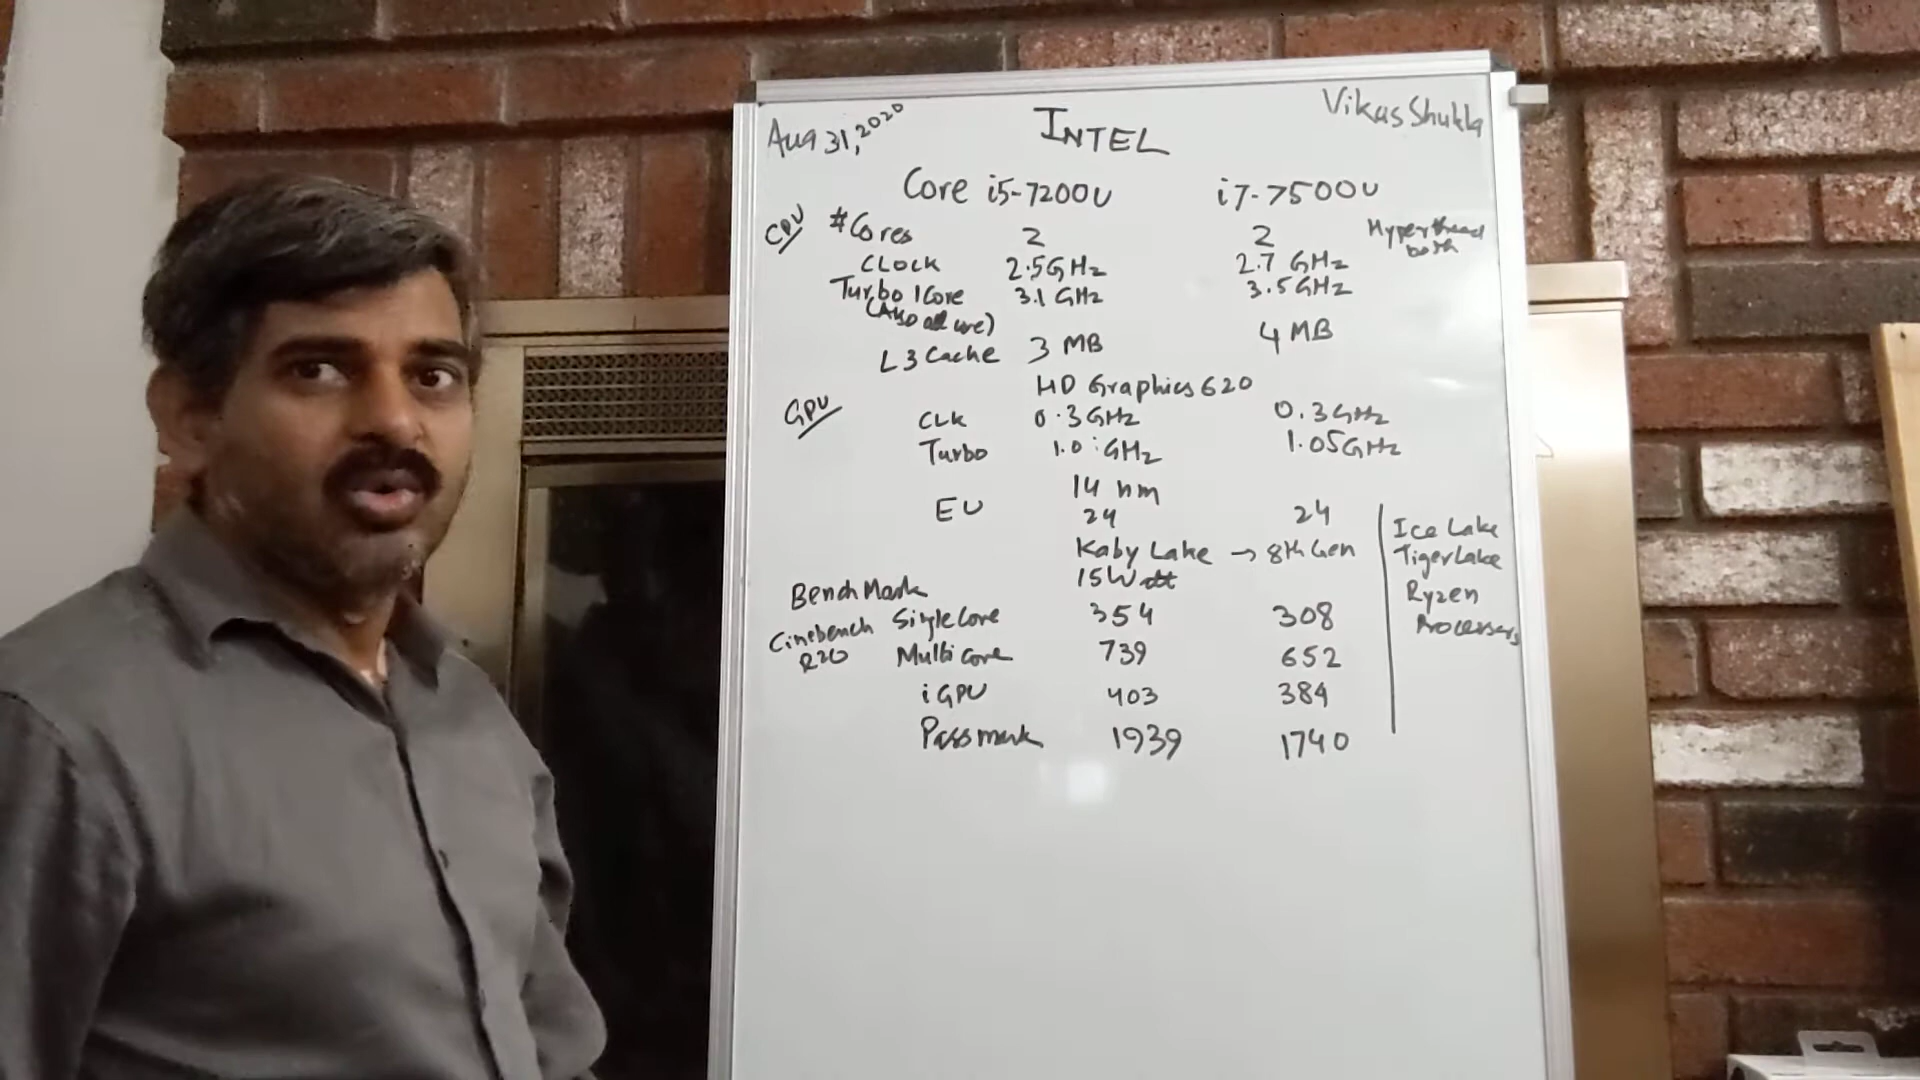 Aug 31, 2020 INTEL Vikas Shukla
Core i5-7200U i7-7500U
CPU #Cores 2 2 Hyperthread both
CLOCK 2.5GHz 2.7 GHz
Turbo 1Core 3.1 GHz 3.5GHz
(Also all core)
L3 Cache 3 MB 4 MB
HD Graphics 620
GPU CLK 0.3GHz 0.3GHz
Turbo 1.0 GHz 1.05GHz
14 nm
EU 24 24 Ice Lake
Kaby Lake → 8th Gen Tiger Lake
15Watt
BenchMark Ryzen
Cinebench R20 Single Core 354 308 Processers
Multi core 739 652
iGPU 403 384
Passmark 1939 1740